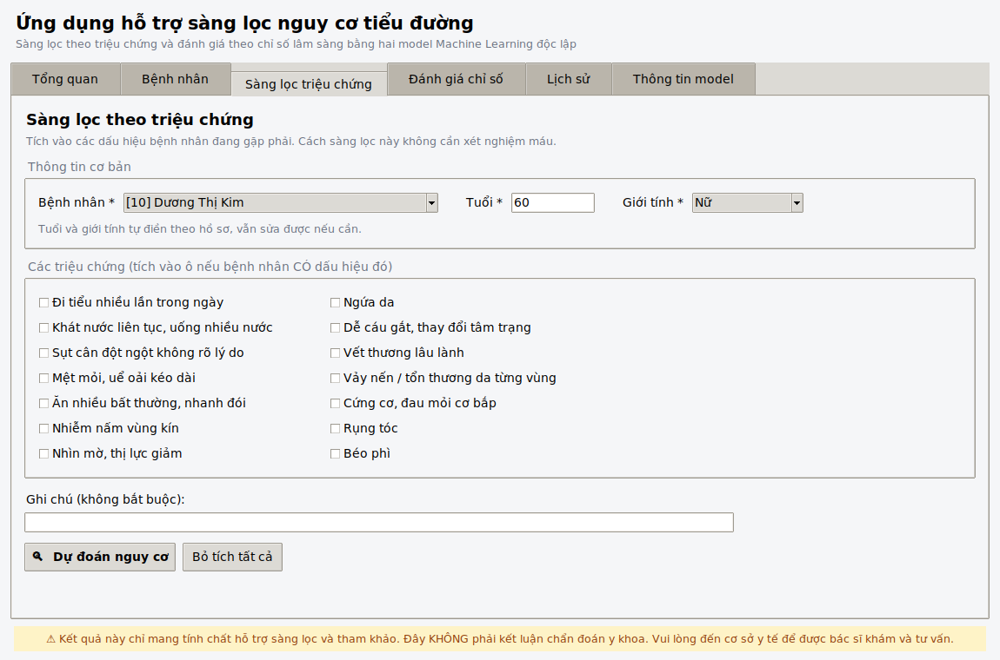 Ứng dụng hỗ trợ sàng lọc nguy cơ tiểu đường
Sàng lọc theo triệu chứng và đánh giá theo chỉ số lâm sàng bằng hai model Machine Learning độc lập
Tổng quan Bệnh nhân Sàng lọc triệu chứng Đánh giá chỉ số Lịch sử Thông tin model
Sàng lọc theo triệu chứng
Tích vào các dấu hiệu bệnh nhân đang gặp phải. Cách sàng lọc này không cần xét nghiệm máu.
Thông tin cơ bản
Bệnh nhân * [10] Dương Thị Kim Tuổi * 60 Giới tính * Nữ
Tuổi và giới tính tự điền theo hồ sơ, vẫn sửa được nếu cần.
Các triệu chứng (tích vào ô nếu bệnh nhân CÓ dấu hiệu đó)
Đi tiểu nhiều lần trong ngày Ngứa da
Khát nước liên tục, uống nhiều nước Dễ cáu gắt, thay đổi tâm trạng
Sụt cân đột ngột không rõ lý do Vết thương lâu lành
Mệt mỏi, uể oải kéo dài Vảy nến / tổn thương da từng vùng
Ăn nhiều bất thường, nhanh đói Cứng cơ, đau mỏi cơ bắp
Nhiễm nấm vùng kín Rụng tóc
Nhìn mờ, thị lực giảm Béo phì
Ghi chú (không bắt buộc):
🔍 Dự đoán nguy cơ Bỏ tích tất cả
⚠ Kết quả này chỉ mang tính chất hỗ trợ sàng lọc và tham khảo. Đây KHÔNG phải kết luận chẩn đoán y khoa. Vui lòng đến cơ sở y tế để được bác sĩ khám và tư vấn.